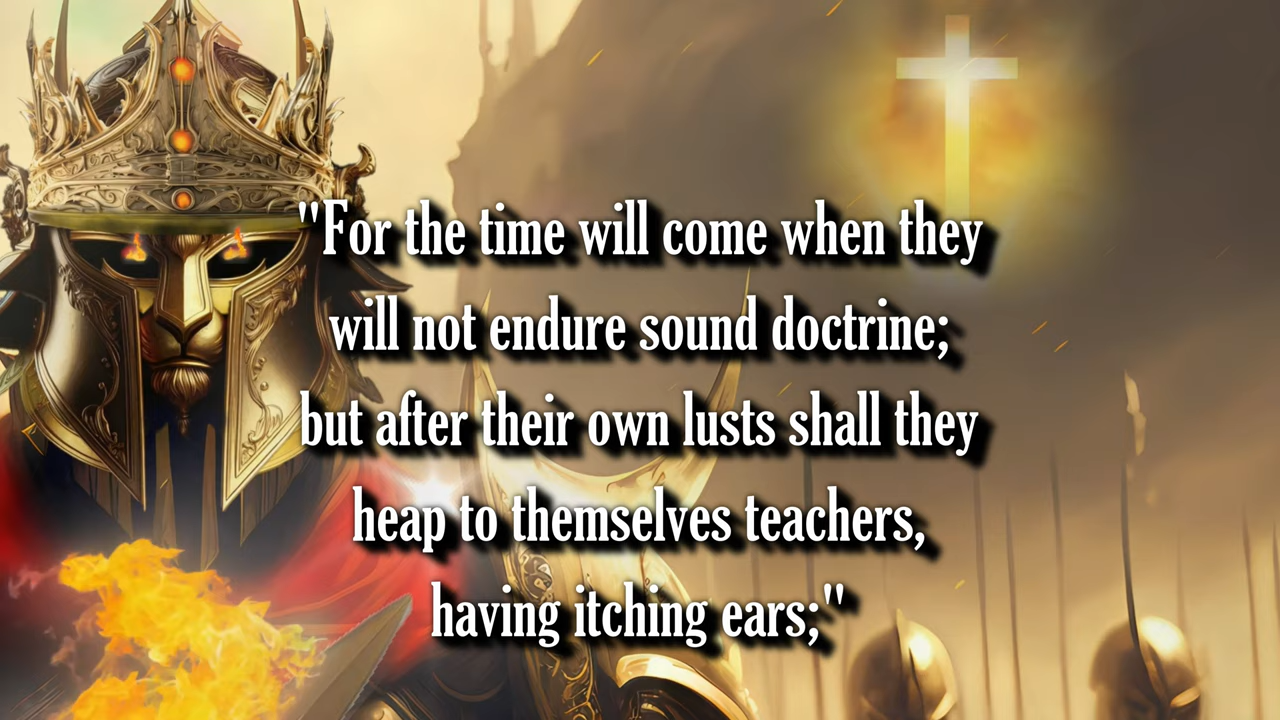 "For the time will come when they
will not endure sound doctrine;
but after their own lusts shall they
heap to themselves teachers,
having itching ears;"